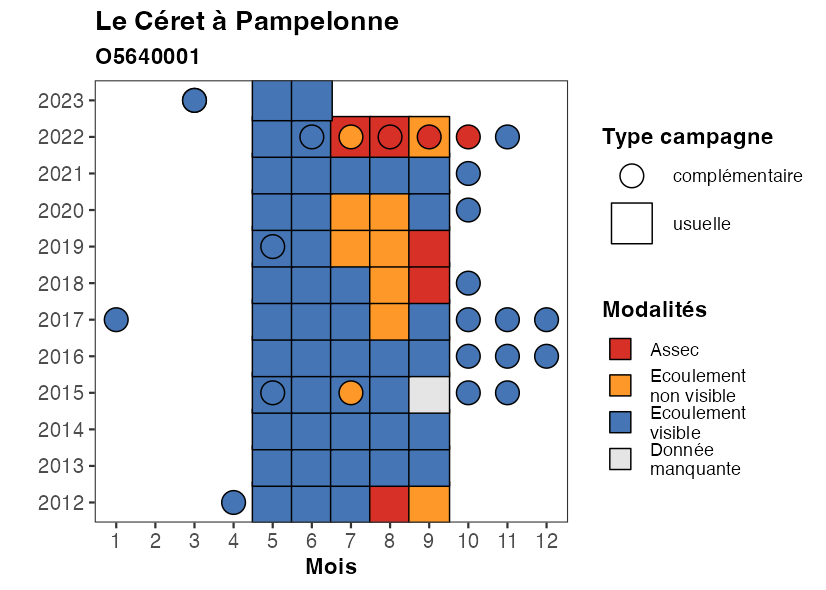 Le Céret à Pampelonne
O5640001
2023
2022
2021
2020
2019
2018
2017
2016
2015
2014
2013
2012
1 2 3 4 5 6 7 8 9 10 11 12
Mois
Type campagne
complémentaire
usuelle
Modalités
Assec
Ecoulement
non visible
Ecoulement
visible
Donnée
manquante